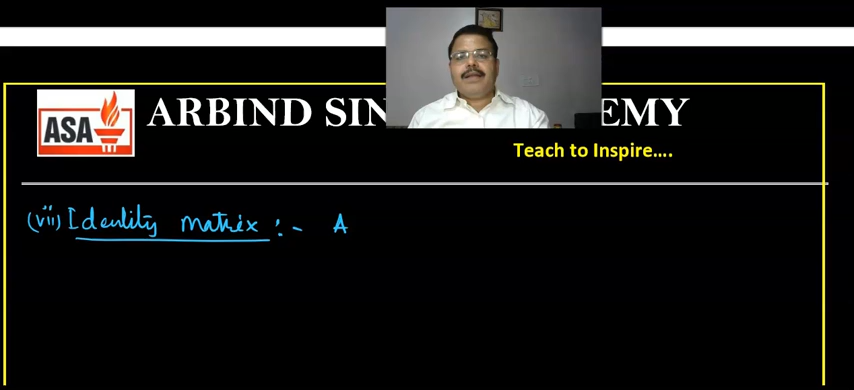 ASA
ARBIND SIN EMY
Teach to Inspire....
(vii) Identity matrix :- A